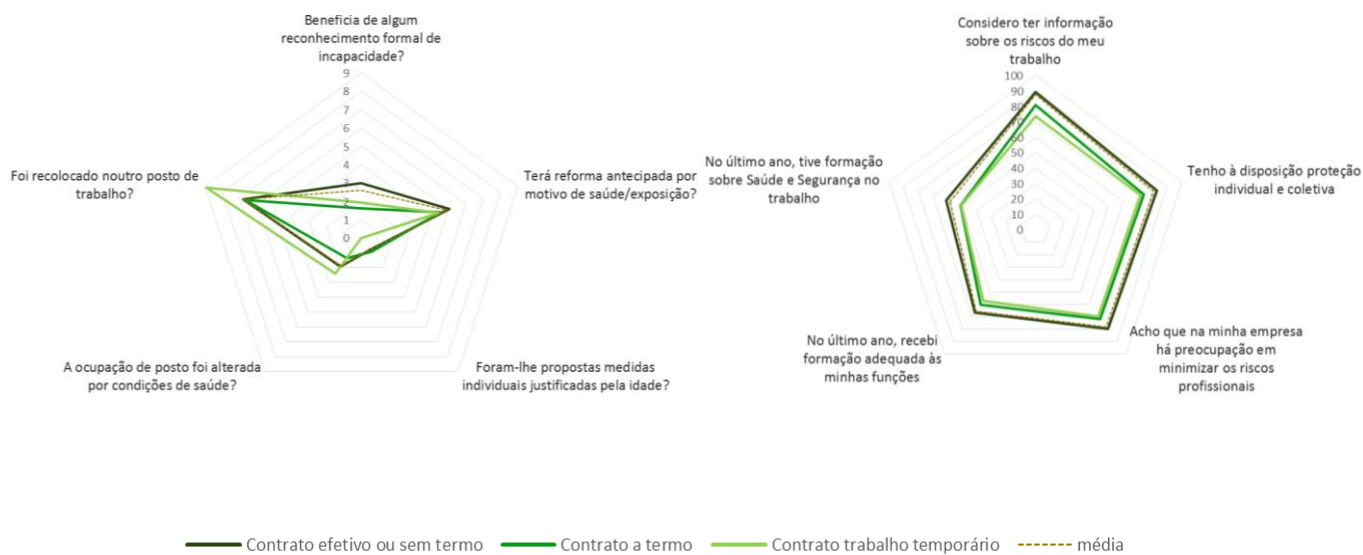 Beneficia de algum
reconhecimento formal de
incapacidade?
9
8
7
6
5
4
3
2
1
0
Terá reforma antecipada por
motivo de saúde/exposição?
Foram-lhe propostas medidas
individuais justificadas pela idade?
A ocupação de posto foi alterada
por condições de saúde?
Foi recolocado noutro posto de
trabalho?
Considero ter informação
sobre os riscos do meu
trabalho
100
90
80
70
60
50
40
30
20
10
0
Tenho à disposição proteção
individual e coletiva
Acho que na minha empresa
há preocupação em
minimizar os riscos
profissionais
No último ano, recebi
formação adequada às
minhas funções
No último ano, tive formação
sobre Saúde e Segurança no
trabalho
Contrato efetivo ou sem termo
Contrato a termo
Contrato trabalho temporário
média